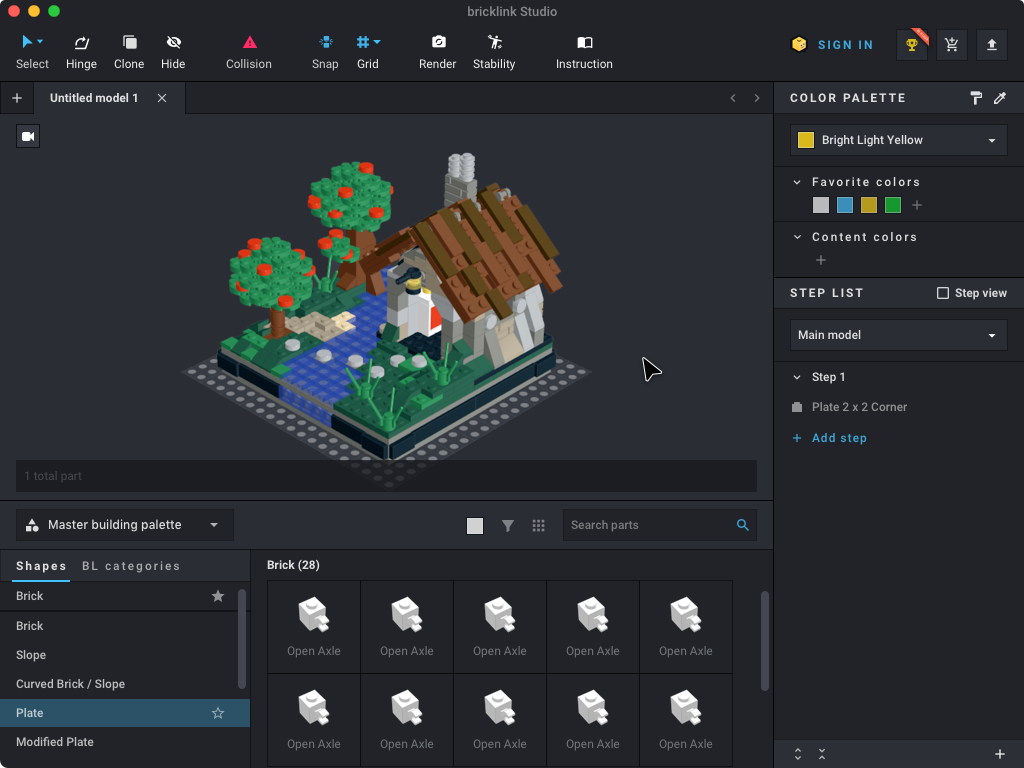 bricklink Studio
Select
Hinge
Clone
Hide
Collision
Snap
Grid
Render
Stability
Instruction
SIGN IN
Untitled model 1
COLOR PALETTE
Bright Light Yellow
Favorite colors
Content colors
STEP LIST
Step view
Main model
Step 1
Plate 2 x 2 Corner
Add step
1 total part
Master building palette
Search parts
Shapes
BL categories
Brick
Brick
Slope
Curved Brick / Slope
Plate
Modified Plate
Brick (28)
Open Axle
Open Axle
Open Axle
Open Axle
Open Axle
Open Axle
Open Axle
Open Axle
Open Axle
Open Axle